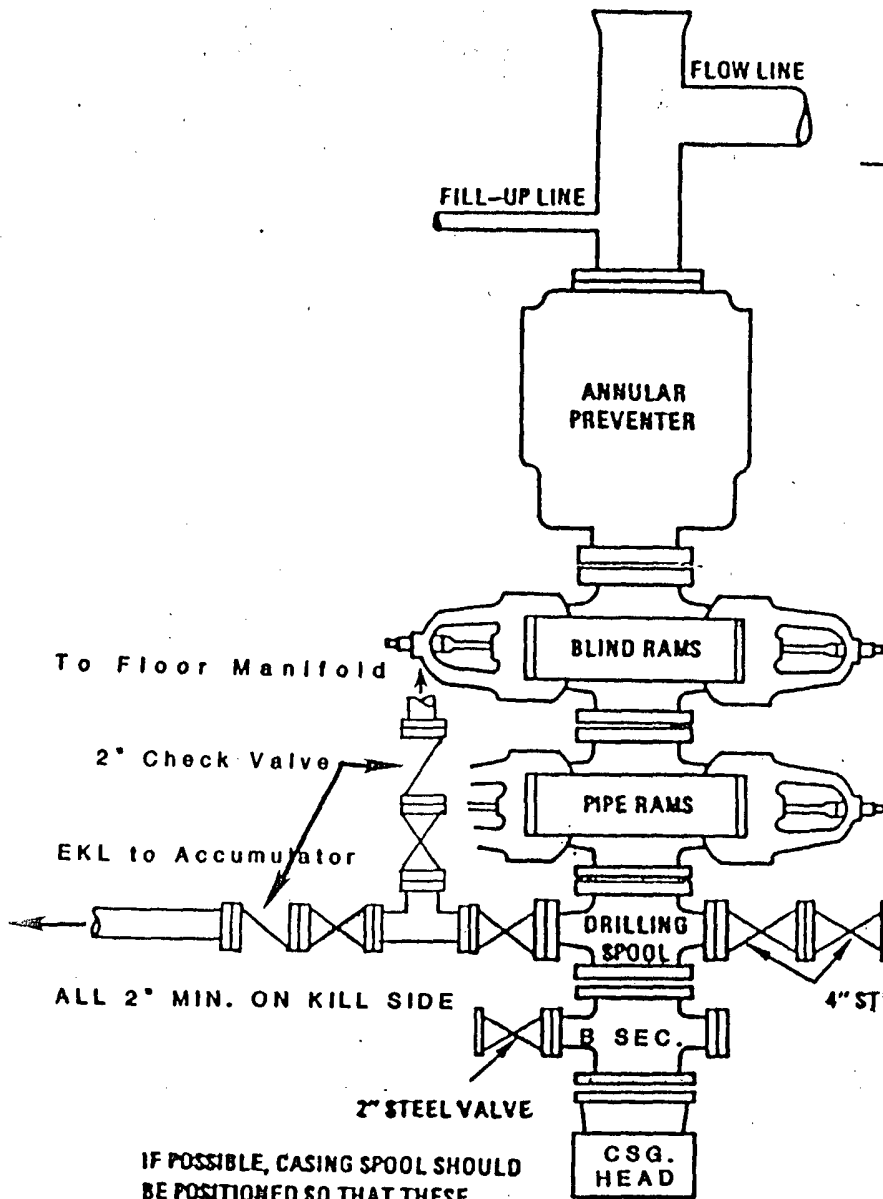 FLOW LINE
FILL-UP LINE
ANNULAR
PREVENTER
BLIND RAMS
To Floor Manifold
2" Check Valve
PIPE RAMS
EKL to Accumulator
DRILLING
SPOOL
ALL 2" MIN. ON KILL SIDE
4" ST
B SEC.
2" STEEL VALVE
CSG.
HEAD
IF POSSIBLE, CASING SPOOL SHOULD
BE POSITIONED SO THAT THESE